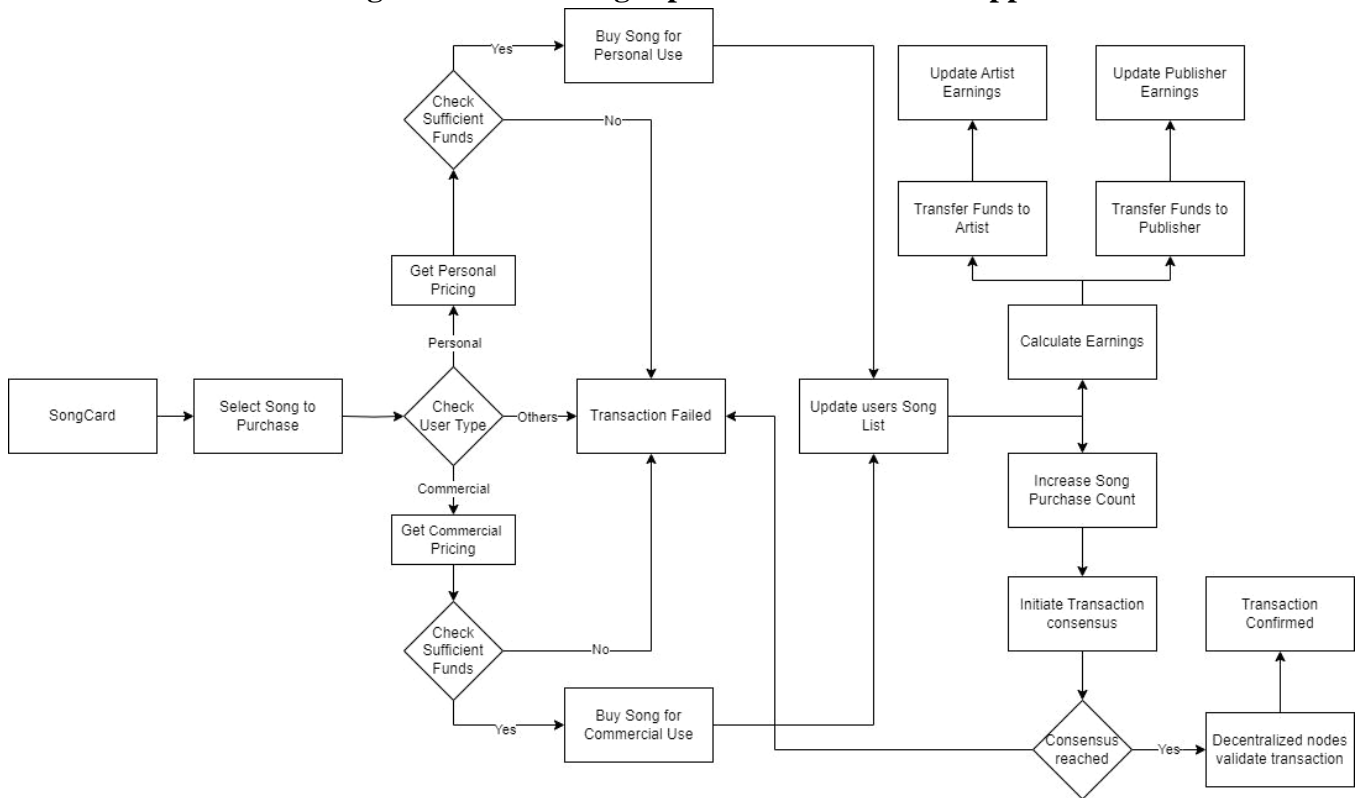 Buy Song for
Personal Use
Yes
Update Artist
Earnings
Update Publisher
Earnings
Check
Sufficient
Funds
No
Transfer Funds to
Artist
Transfer Funds to
Publisher
Get Personal
Pricing
Personal
Calculate Earnings
SongCard
Select Song to
Purchase
Check
User Type
Others
Transaction Failed
Update users Song
List
Commercial
Increase Song
Purchase Count
Get Commercial
Pricing
Initiate Transaction
consensus
Transaction
Confirmed
Check
Sufficient
Funds
No
Buy Song for
Commercial Use
Yes
Consensus
reached
Yes
Decentralized nodes
validate transaction